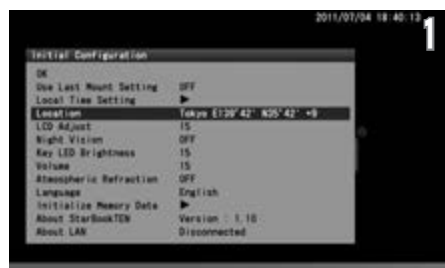 2011/07/04 18:40:13
1
Initial Configuration
OK
Use Last Mount Setting OFF
Local Time Setting ▶
Location Tokyo E139°42' N35°42' +9
LCD Adjust 15
Night Vision OFF
Key LED Brightness 15
Volume 15
Atmospheric Refraction OFF
Language English
Initialize Memory Data ▶
About StarBookTEN Version : 1.10
About LAN Disconnected